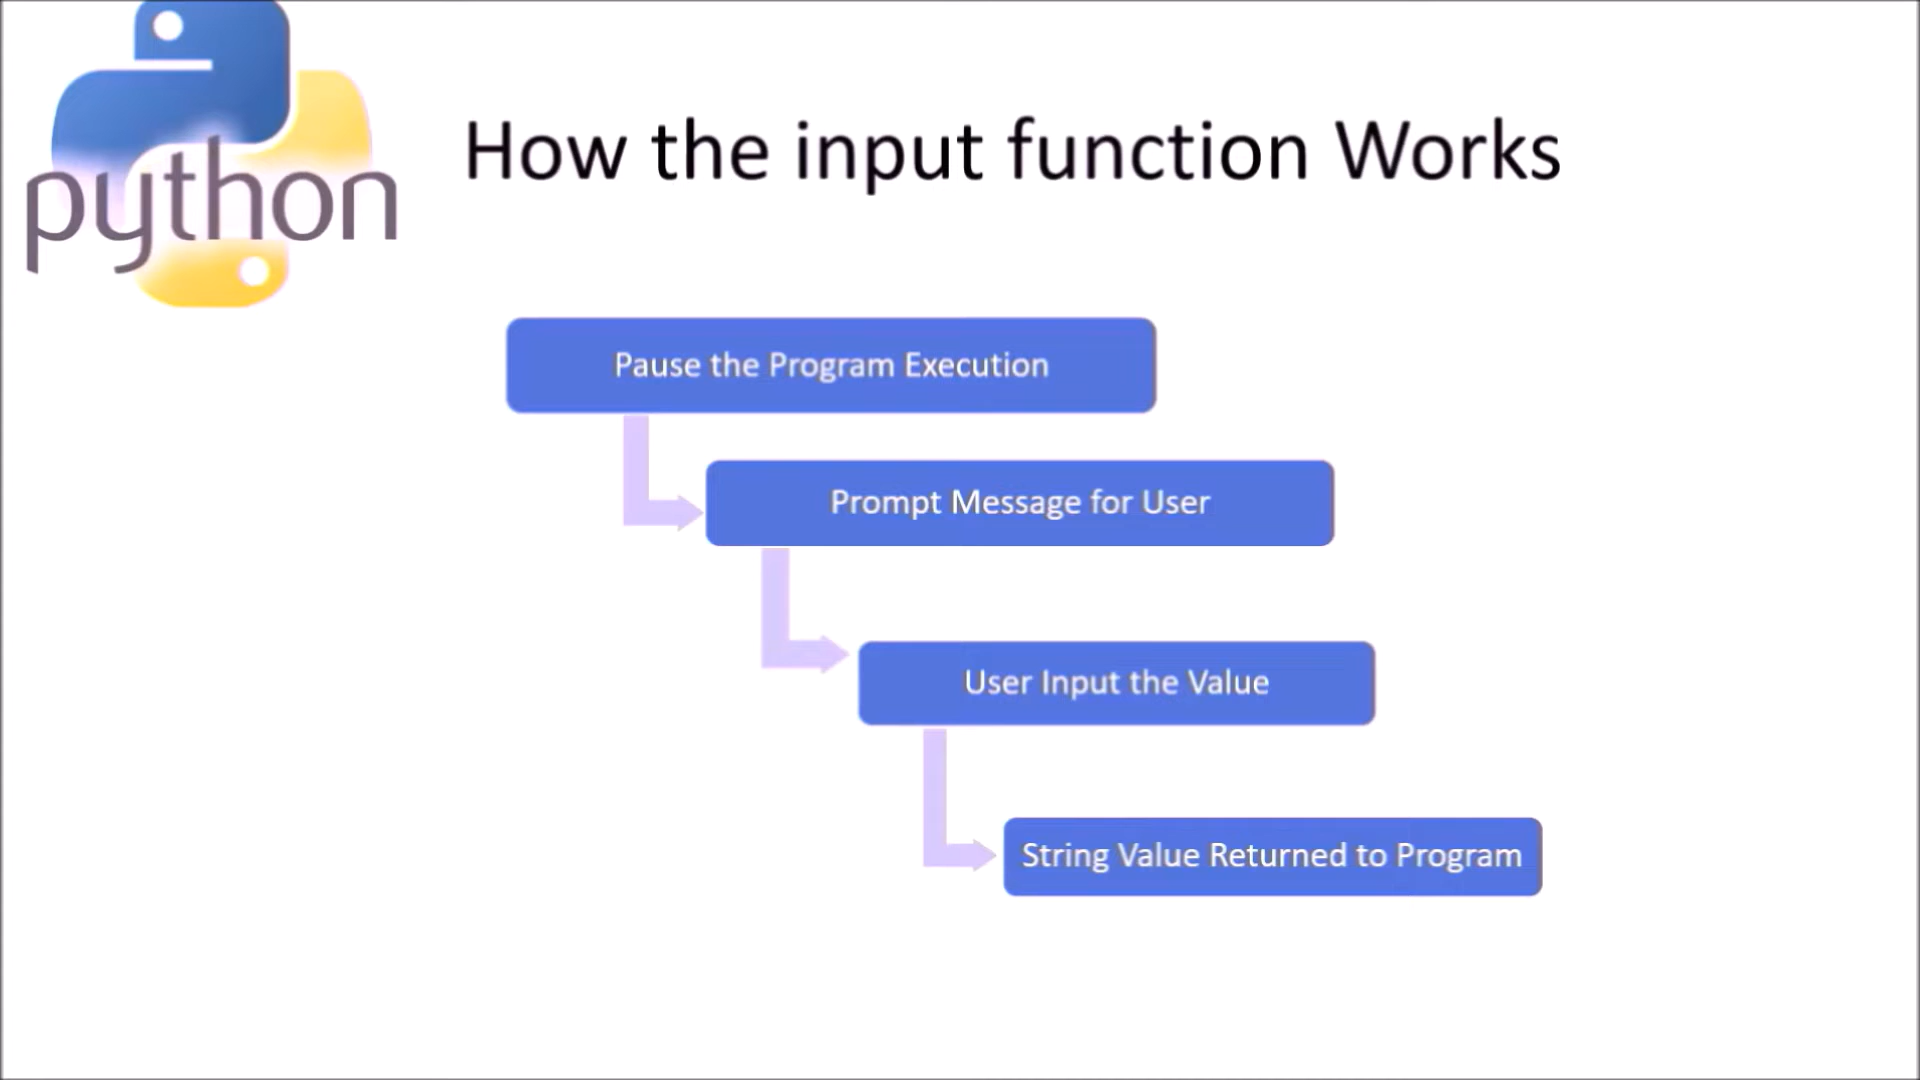 python
How the input function Works
Pause the Program Execution
Prompt Message for User
User Input the Value
String Value Returned to Program